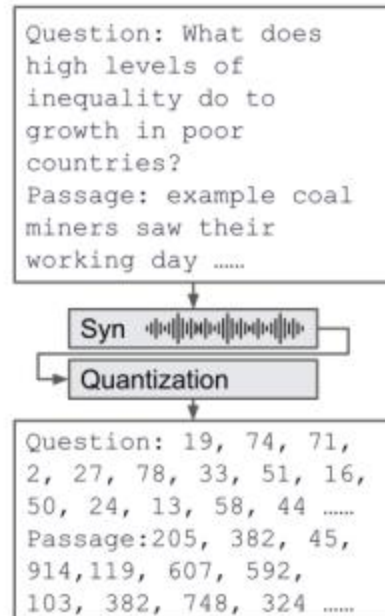 Question: What does
high levels of
inequality do to
growth in poor
countries?
Passage: example coal
miners saw their
working day ……
Syn
Quantization
Question: 19, 74, 71,
2, 27, 78, 33, 51, 16,
50, 24, 13, 58, 44 ……
Passage:205, 382, 45,
914,119, 607, 592,
103, 382, 748, 324 ……